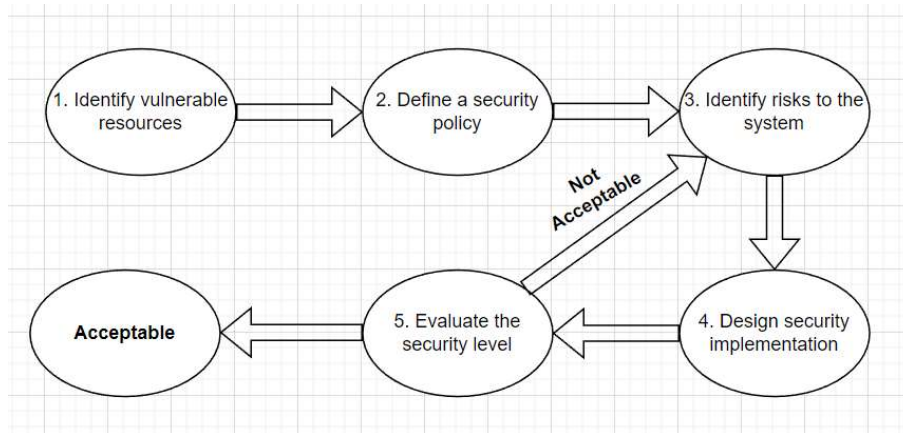 1. Identify vulnerable
resources
2. Define a security
policy
3. Identify risks to the
system
Not
Acceptable
Acceptable
5. Evaluate the
security level
4. Design security
implementation